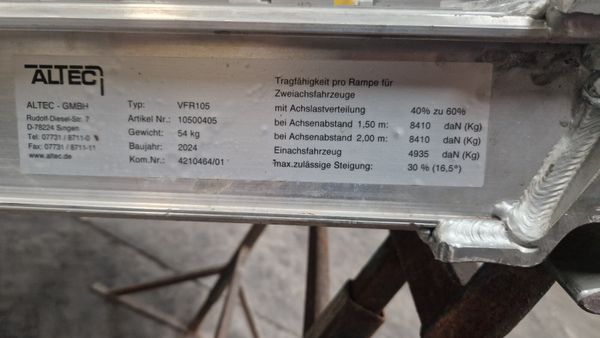 ALTEC
ALTEC - GMBH
Rudolf-Diesel-Str. 7
D-78224 Singen
Tel: 07731 / 8711-0
Fax: 07731 / 8711-11
www.altec.de
Typ: VFR105
Artikel Nr.: 10500405
Gewicht: 54 kg
Baujahr: 2024
Kom.Nr.: 4210464/01
Tragfähigkeit pro Rampe für
Zweiachsfahrzeuge
mit Achslastverteilung 40% zu 60%
bei Achsenabstand 1,50 m: 8410 daN (Kg)
bei Achsenabstand 2,00 m: 8410 daN (Kg)
Einachsfahrzeug 4935 daN (Kg)
max.zulässige Steigung: 30 % (16,5°)